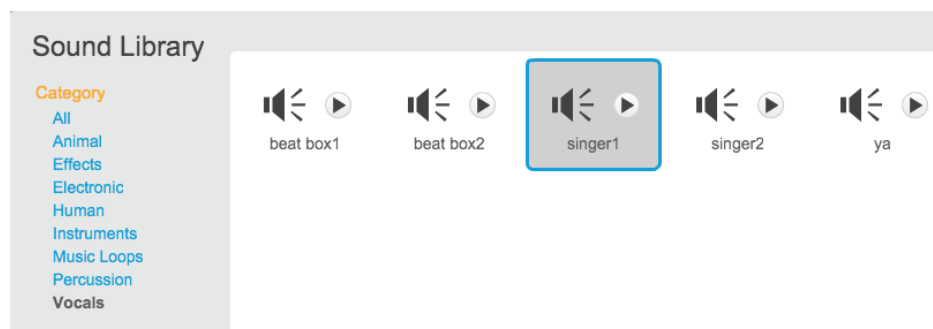 Sound Library
Category
All
Animal
Effects
Electronic
Human
Instruments
Music Loops
Percussion
Vocals
beat box1 beat box2 singer1 singer2 ya